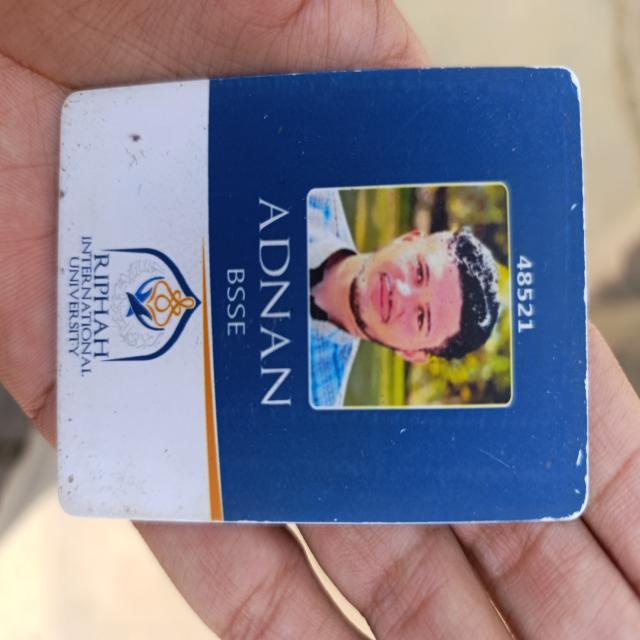 48521
ADNAN
BSSE
RIPHAH
INTERNATIONAL
UNIVERSITY